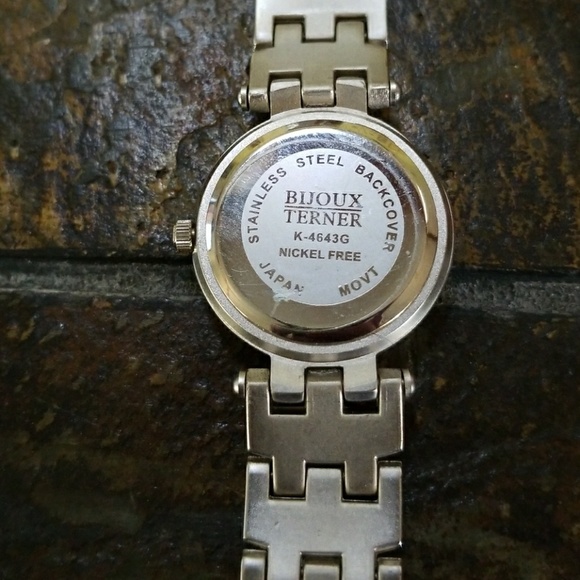 STAINLESS STEEL BACKCOVER
BIJOUX
TERNER
K-4643G
NICKEL FREE
JAPAN MOVT